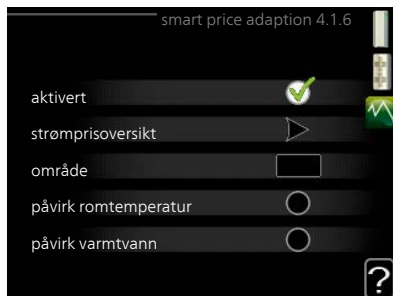 smart price adaption 4.1.6
aktivert
strømprisoversikt
område
påvirk romtemperatur
påvirk varmtvann
?